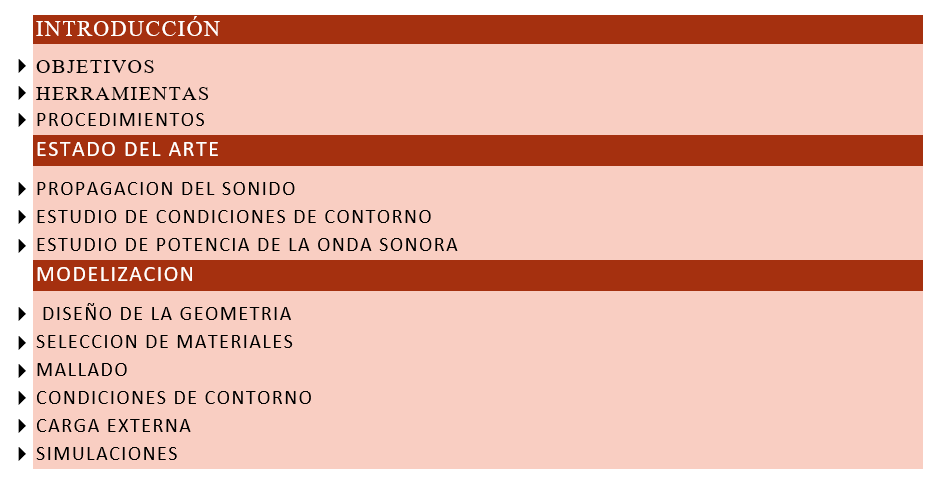 INTRODUCCIÓN
OBJETIVOS
HERRAMIENTAS
PROCEDIMIENTOS
ESTADO DEL ARTE
PROPAGACION DEL SONIDO
ESTUDIO DE CONDICIONES DE CONTORNO
ESTUDIO DE POTENCIA DE LA ONDA SONORA
MODELIZACION
DISEÑO DE LA GEOMETRIA
SELECCION DE MATERIALES
MALLADO
CONDICIONES DE CONTORNO
CARGA EXTERNA
SIMULACIONES